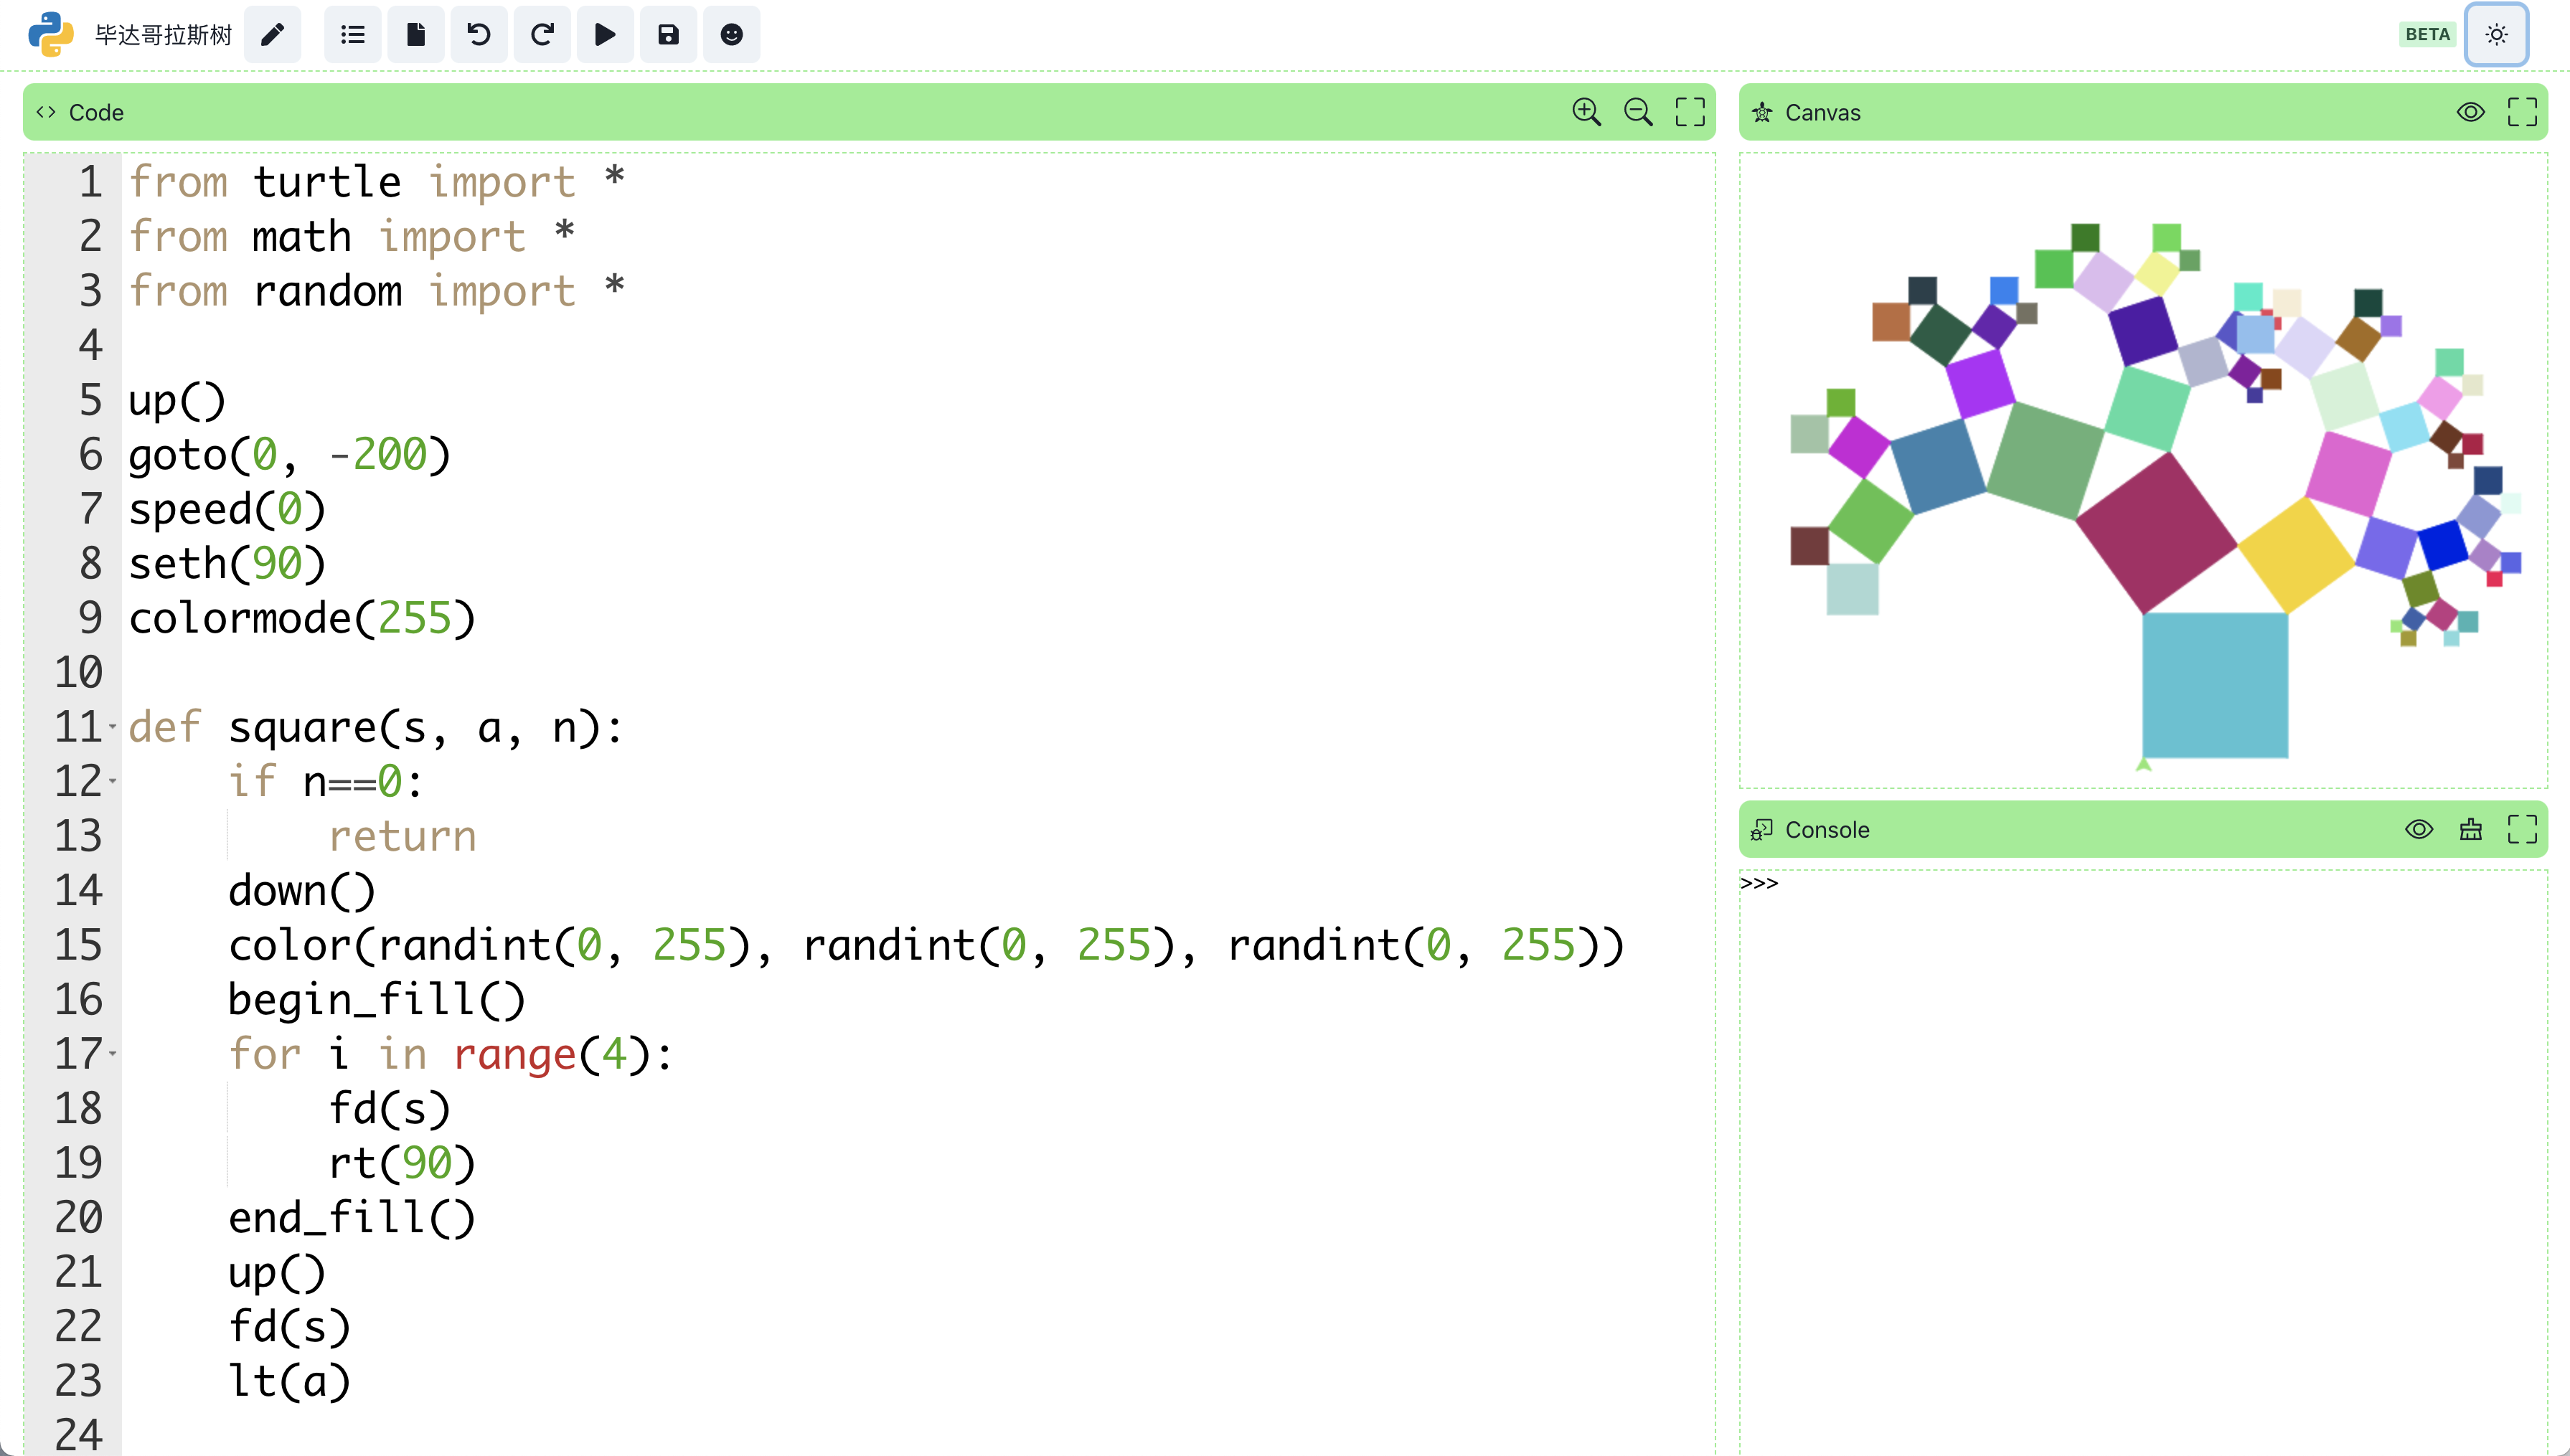 毕达哥拉斯树
BETA
<> Code
Canvas
1 from turtle import *
2 from math import *
3 from random import *
4
5 up()
6 goto(0, -200)
7 speed(0)
8 seth(90)
9 colormode(255)
10
11 def square(s, a, n):
12     if n==0:
13         return
14     down()
15     color(randint(0, 255), randint(0, 255), randint(0, 255))
16     begin_fill()
17     for i in range(4):
18         fd(s)
19         rt(90)
20     end_fill()
21     up()
22     fd(s)
23     lt(a)
24
Console
>>>